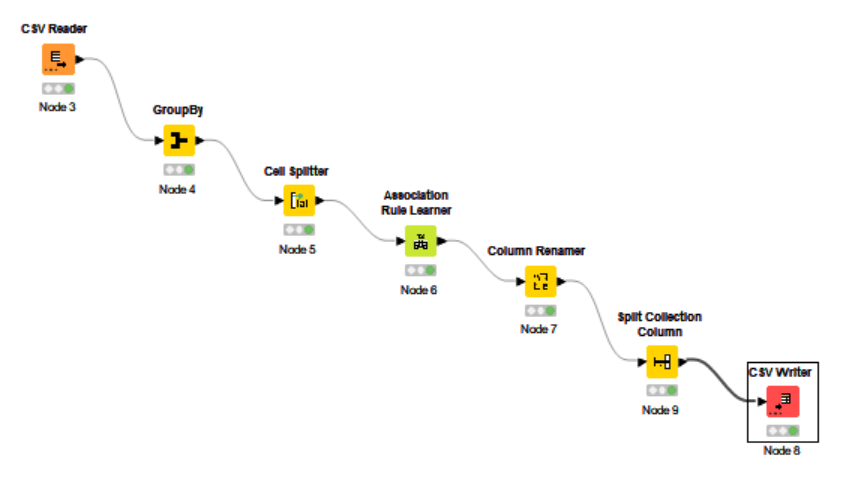 CSV Reader
Node 3
GroupBy
Node 4
Cell Splitter
Node 5
Association
Rule Learner
Node 6
Column Renamer
Node 7
Split Collection
Column
Node 9
CSV Writer
Node 8